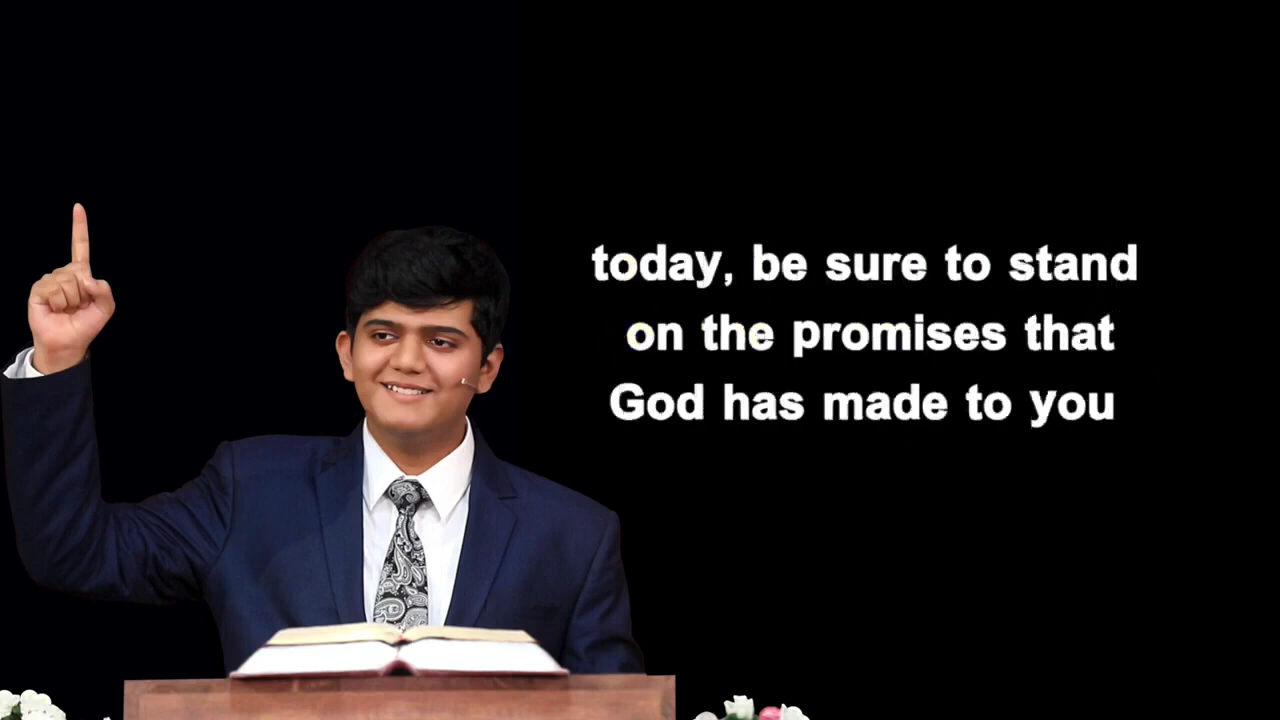 today, be sure to stand
on the promises that
God has made to you